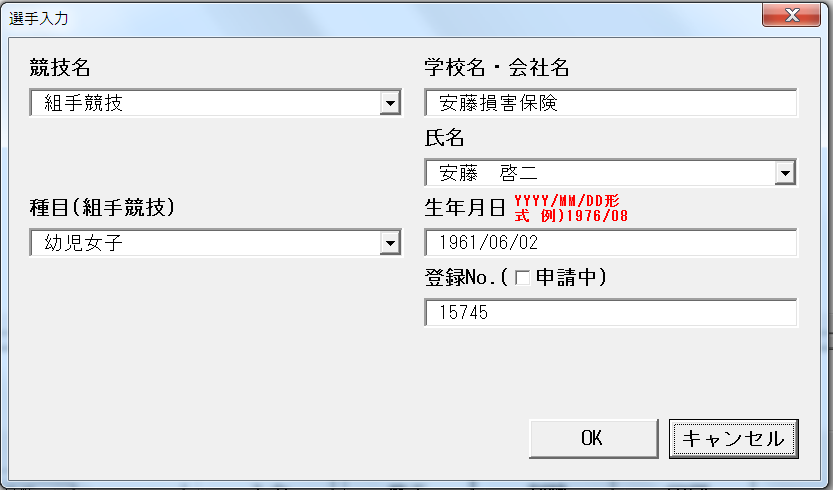 選手入力
競技名
組手競技
学校名・会社名
安藤損害保険
氏名
安藤　啓二
種目(組手競技)
幼児女子
生年月日
YYYY/MM/DD形
式 例)1976/08
1961/06/02
登録No.(□申請中)
15745
OK
キャンセル